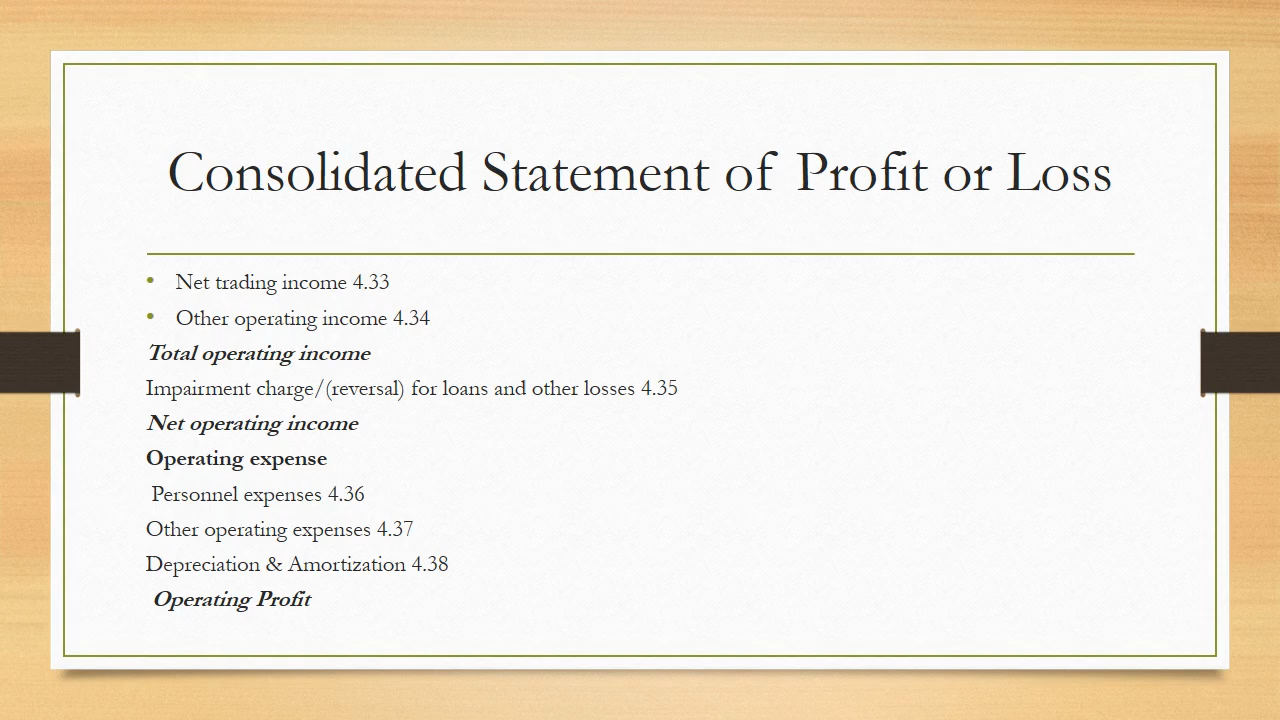 Consolidated Statement of Profit or Loss
• Net trading income 4.33
• Other operating income 4.34
Total operating income
Impairment charge/(reversal) for loans and other losses 4.35
Net operating income
Operating expense
Personnel expenses 4.36
Other operating expenses 4.37
Depreciation & Amortization 4.38
Operating Profit